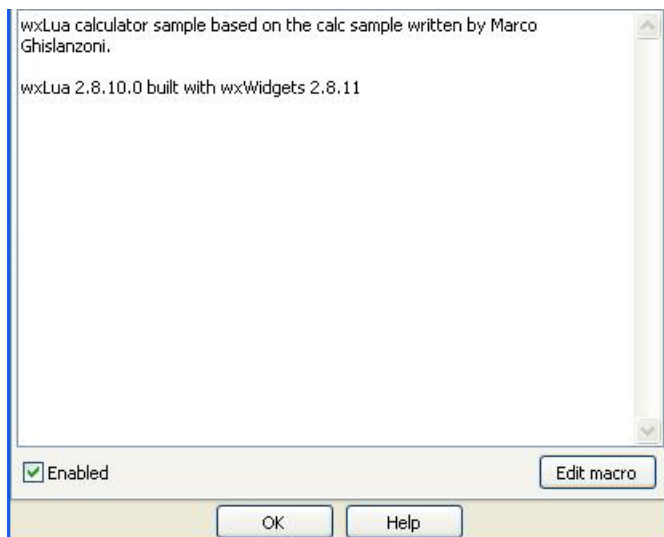 wxLua calculator sample based on the calc sample written by Marco
Ghislanzoni.
wxLua 2.8.10.0 built with wxWidgets 2.8.11
Enabled
Edit macro
OK
Help